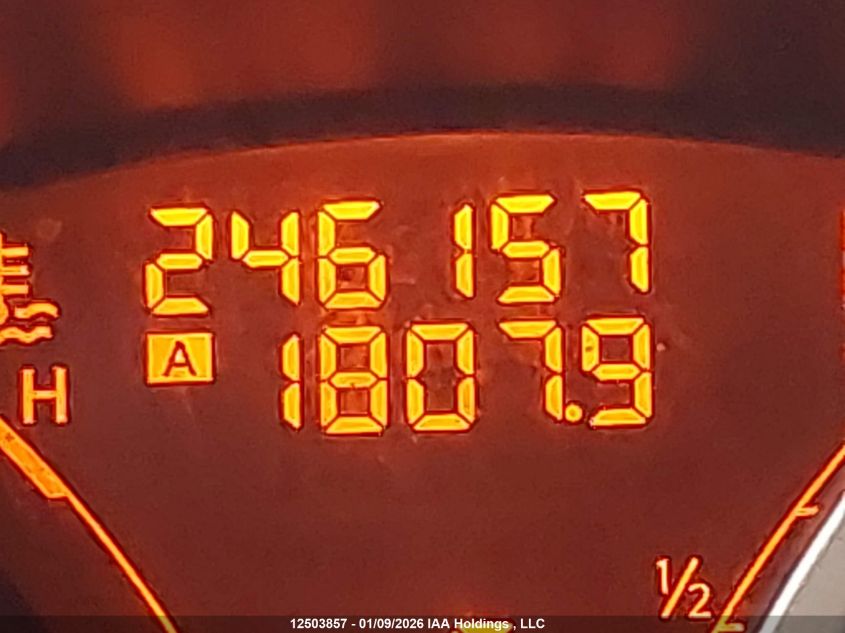 246157
A 1807.9
H
1/2
12503857 - 01/09/2026 IAA Holdings , LLC